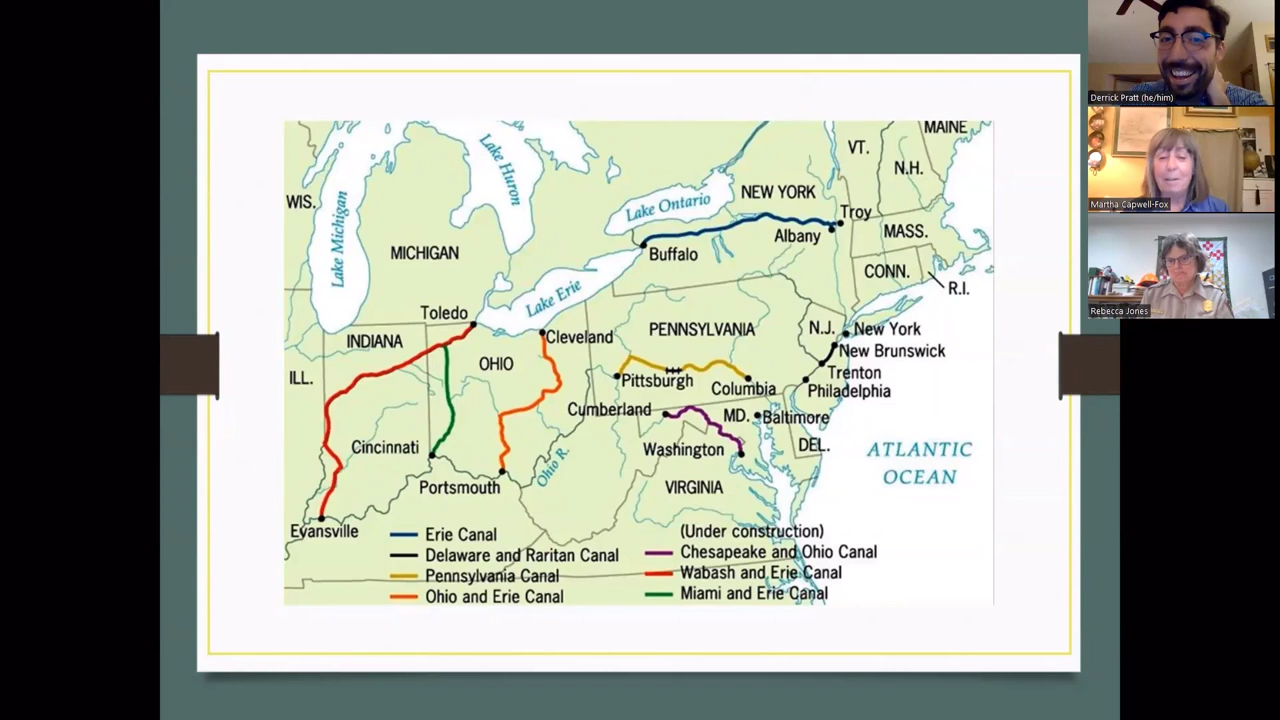 MAINE
VT.
N.H.
WIS.
Lake Michigan
Lake Huron
Lake Ontario
NEW YORK
Troy
Albany
MASS.
MICHIGAN
Buffalo
CONN.
R.I.
Lake Erie
Toledo
Cleveland
PENNSYLVANIA
N.J.
New York
INDIANA
OHIO
New Brunswick
ILL.
Pittsburgh
Columbia
Trenton
Philadelphia
Cumberland
MD.
Baltimore
Cincinnati
Washington
DEL.
ATLANTIC
OCEAN
Ohio R.
Portsmouth
VIRGINIA
Evansville
Erie Canal
Delaware and Raritan Canal
Pennsylvania Canal
Ohio and Erie Canal
(Under construction)
Chesapeake and Ohio Canal
Wabash and Erie Canal
Miami and Erie Canal
Derrick Pratt (he/him)
Martha Capwell-Fox
Rebecca Jones